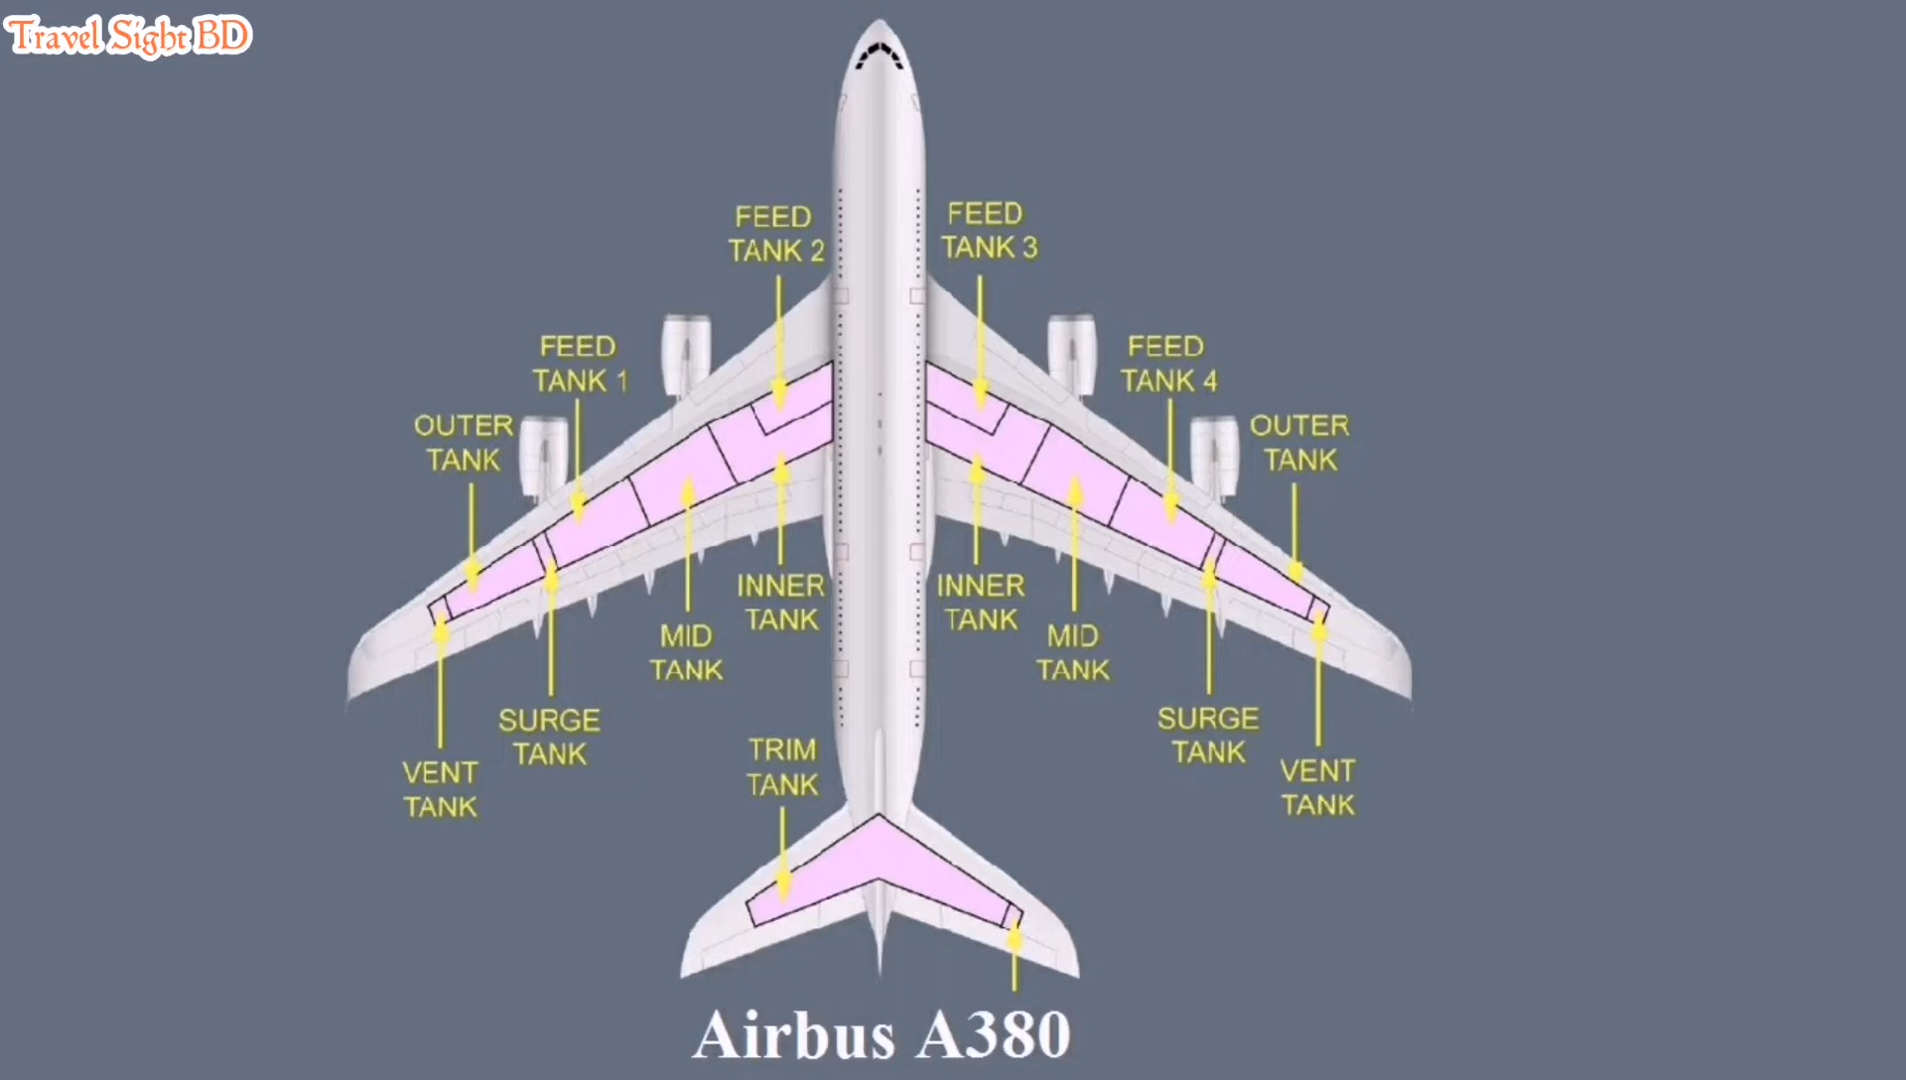 Travel Sight BD
FEED
TANK 2
FEED
TANK 3
FEED
TANK 1
FEED
TANK 4
OUTER
TANK
OUTER
TANK
INNER
TANK
INNER
TANK
MID
TANK
MID
TANK
SURGE
TANK
SURGE
TANK
VENT
TANK
TRIM
TANK
VENT
TANK
Airbus A380